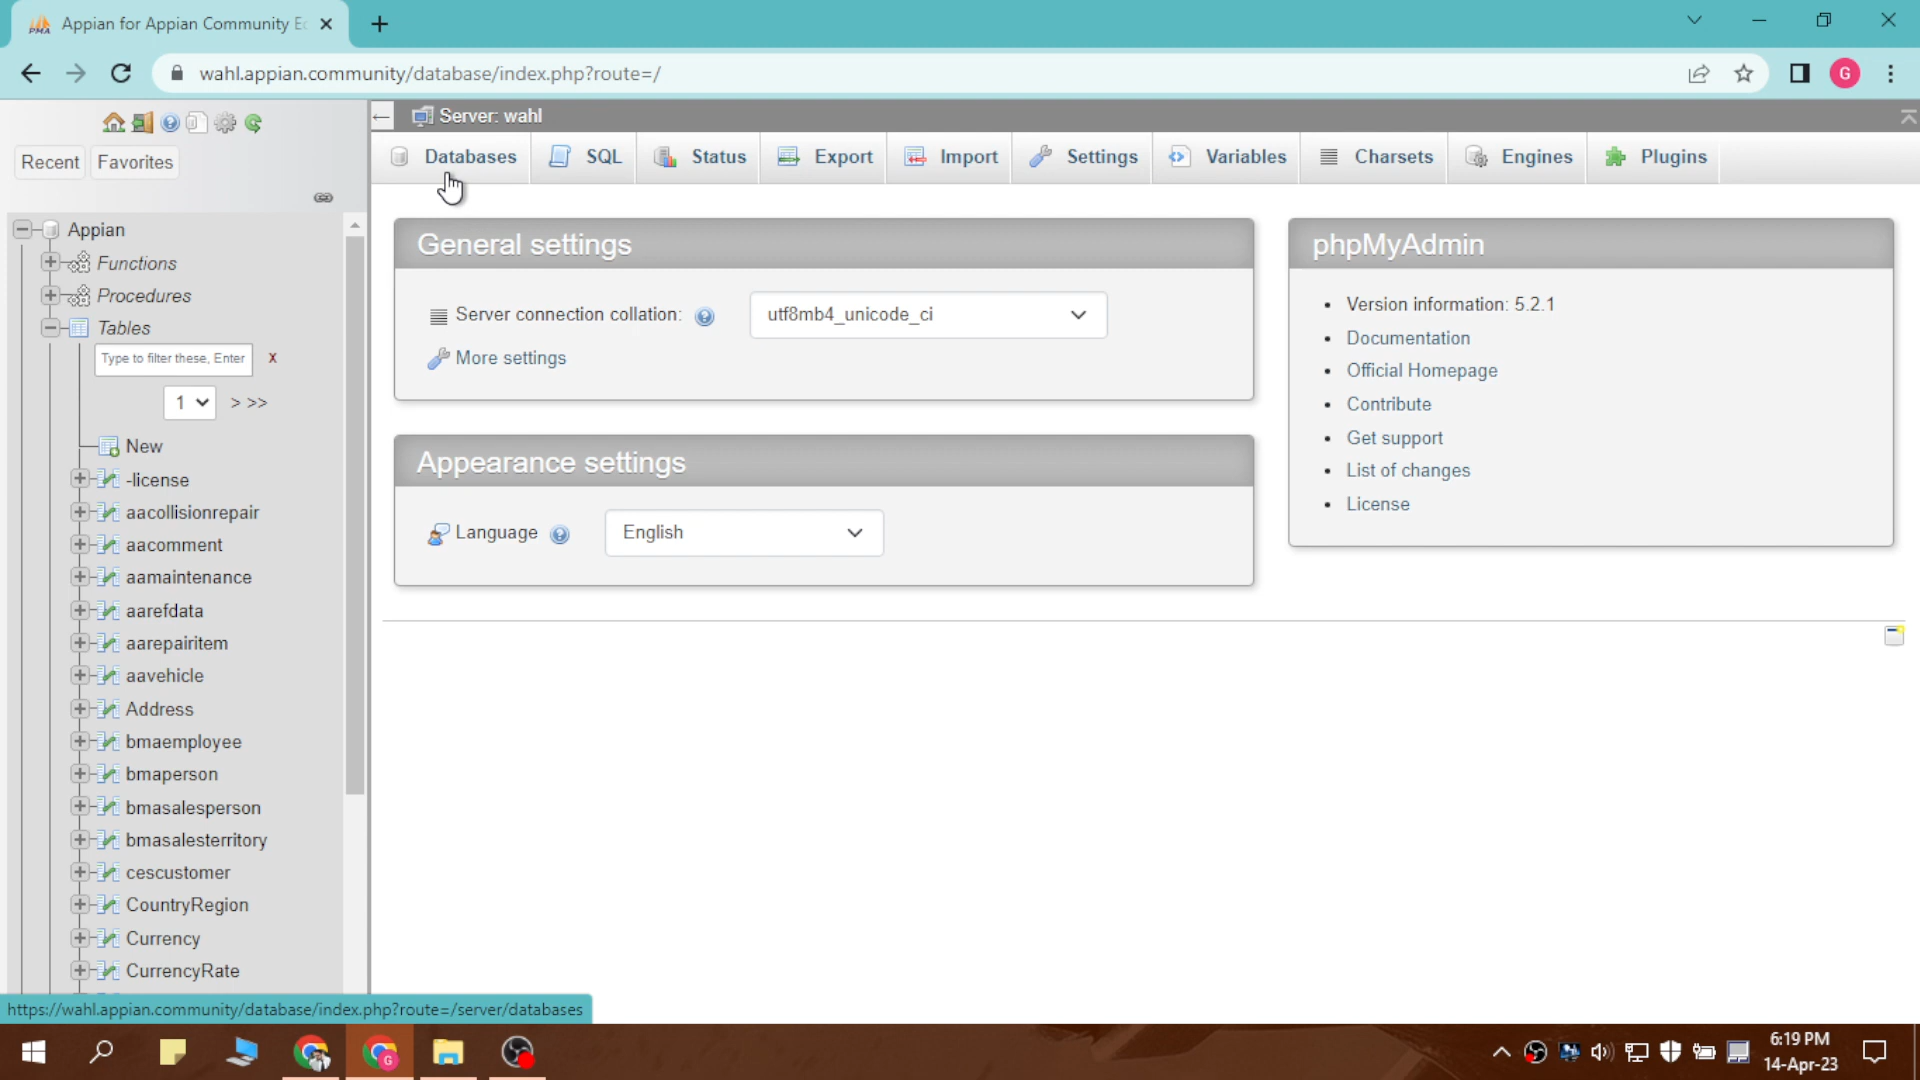 Appian for Appian Community Ec
wahl.appian.community/database/index.php?route=/
G
Recent
Favorites
Appian
Functions
Procedures
Tables
Type to filter these, Enter
X
1
> >>
New
-license
aacollisionrepair
aacomment
aamaintenance
aarefdata
aarepairitem
aavehicle
Address
bmaemployee
bmaperson
bmasalesperson
bmasalesterritory
cescustomer
CountryRegion
Currency
CurrencyRate
Server: wahl
Databases
SQL
Status
Export
Import
Settings
Variables
Charsets
Engines
Plugins
General settings
Server connection collation:
utf8mb4_unicode_ci
More settings
Appearance settings
Language
English
phpMyAdmin
Version information: 5.2.1
Documentation
Official Homepage
Contribute
Get support
List of changes
License
https://wahl.appian.community/database/index.php?route=/server/databases
6:19 PM
14-Apr-23